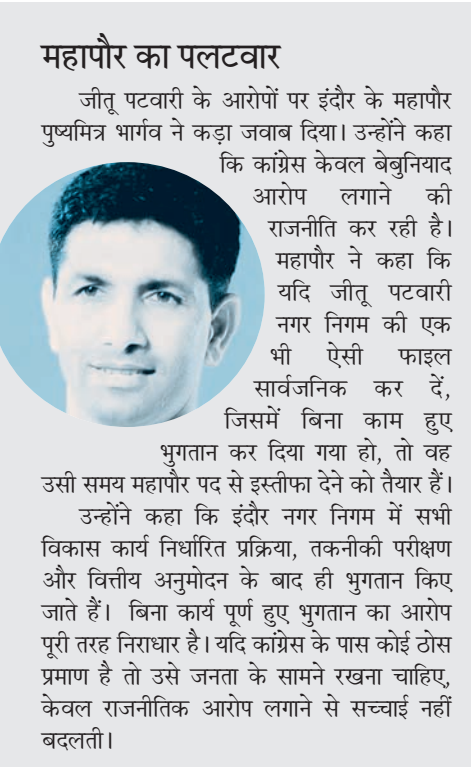 महापौर का पलटवार
जीतू पटवारी के आरोपों पर इंदौर के महापौर
पुष्यमित्र भार्गव ने कड़ा जवाब दिया। उन्होंने कहा
कि कांग्रेस केवल बेबुनियाद
आरोप लगाने की
राजनीति कर रही है।
महापौर ने कहा कि
यदि जीतू पटवारी
नगर निगम की एक
भी ऐसी फाइल
सार्वजनिक कर दें,
जिसमें बिना काम हुए
भुगतान कर दिया गया हो, तो वह
उसी समय महापौर पद से इस्तीफा देने को तैयार हैं।
उन्होंने कहा कि इंदौर नगर निगम में सभी
विकास कार्य निर्धारित प्रक्रिया, तकनीकी परीक्षण
और वित्तीय अनुमोदन के बाद ही भुगतान किए
जाते हैं। बिना कार्य पूर्ण हुए भुगतान का आरोप
पूरी तरह निराधार है। यदि कांग्रेस के पास कोई ठोस
प्रमाण है तो उसे जनता के सामने रखना चाहिए,
केवल राजनीतिक आरोप लगाने से सच्चाई नहीं
बदलती।